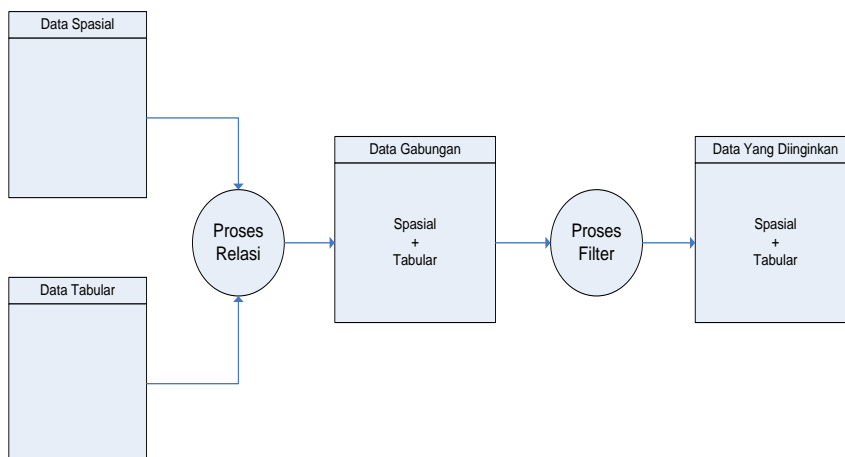 Data Spasial
Data Tabular
Proses
Relasi
Data Gabungan
Spasial
+
Tabular
Proses
Filter
Data Yang Diinginkan
Spasial
+
Tabular